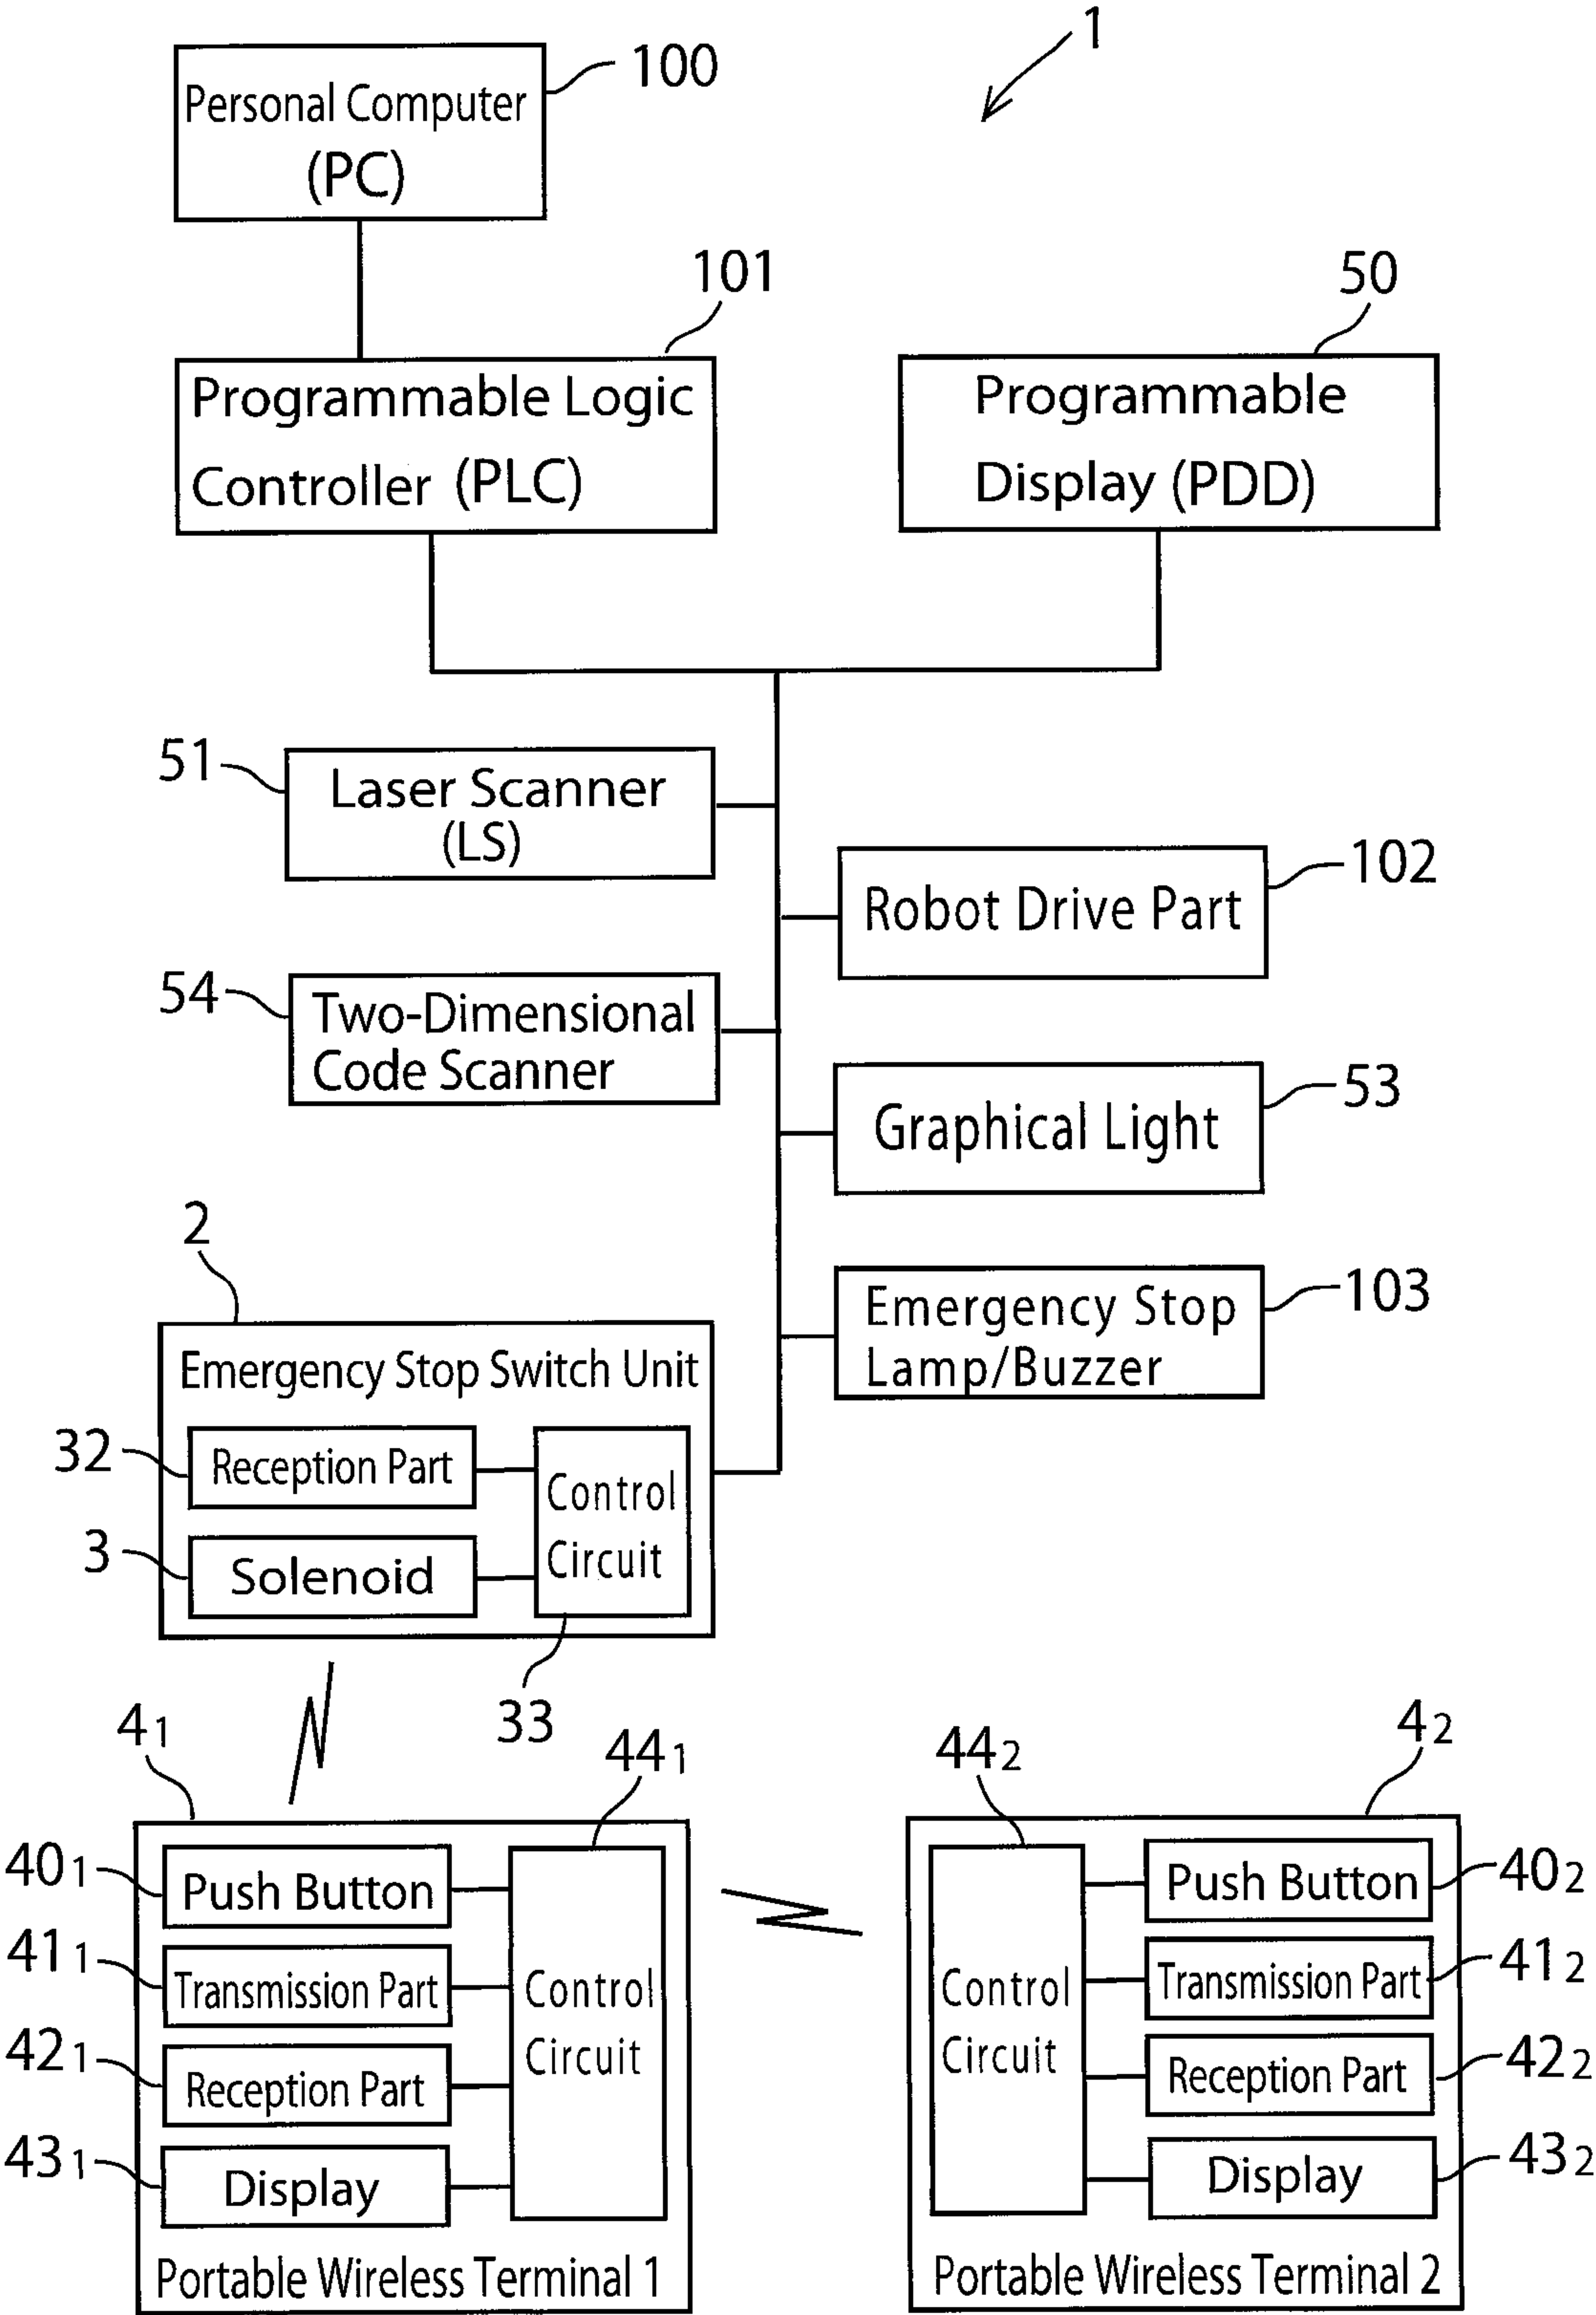 1
100
Personal Computer
(PC)
101
Programmable Logic
Controller (PLC)
50
Programmable
Display (PDD)
51
Laser Scanner
(LS)
102
Robot Drive Part
54
Two-Dimensional
Code Scanner
53
Graphical Light
103
Emergency Stop
Lamp/Buzzer
2
Emergency Stop Switch Unit
32
Reception Part
3
Solenoid
Control
Circuit
33
41
441
401
Push Button
411
Transmission Part
421
Reception Part
431
Display
Control
Circuit
Portable Wireless Terminal 1
442
42
Control
Circuit
Push Button
402
Transmission Part
412
Reception Part
422
Display
432
Portable Wireless Terminal 2